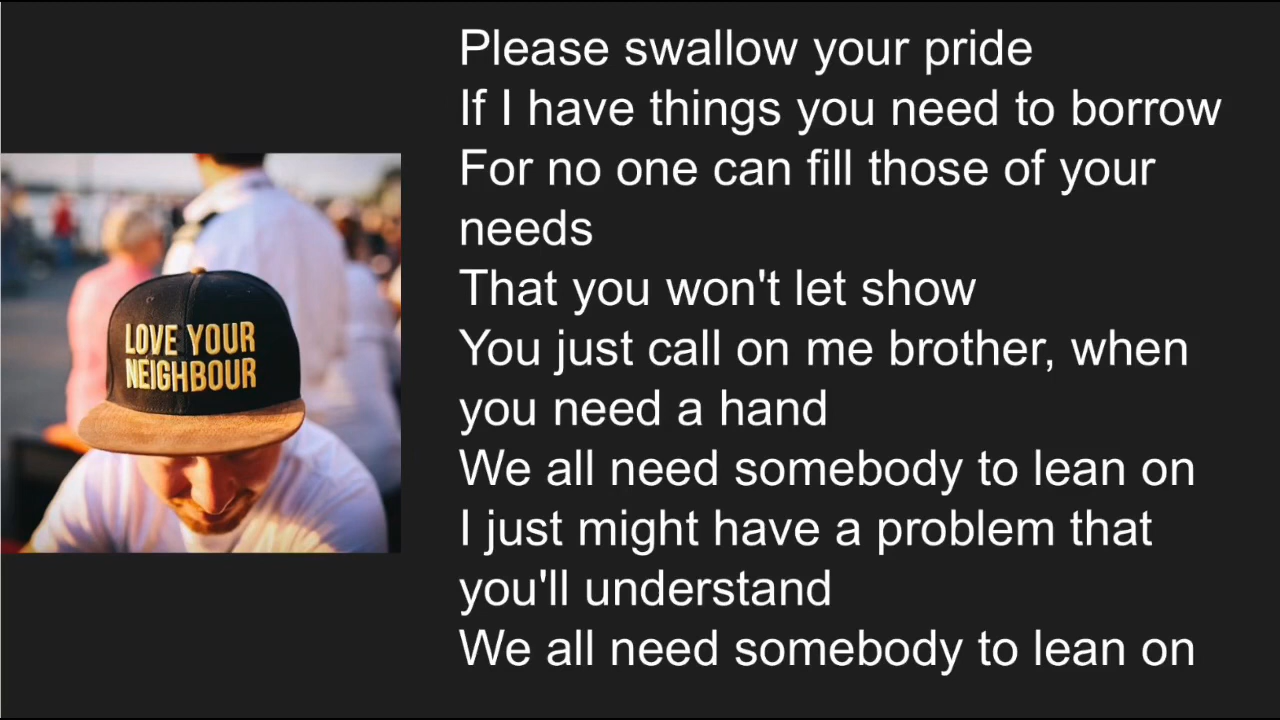 Please swallow your pride
If I have things you need to borrow
For no one can fill those of your
needs
That you won't let show
You just call on me brother, when
you need a hand
We all need somebody to lean on
I just might have a problem that
you'll understand
We all need somebody to lean on
LOVE YOUR
NEIGHBOUR